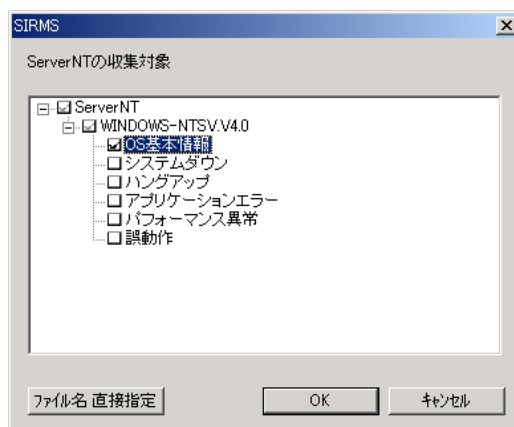 SIRMS
ServerNTの収集対象
ServerNT
WINDOWS-NTSV.V4.0
OS基本情報
システムダウン
ハングアップ
アプリケーションエラー
パフォーマンス異常
誤動作
ファイル名 直接指定 OK キャンセル